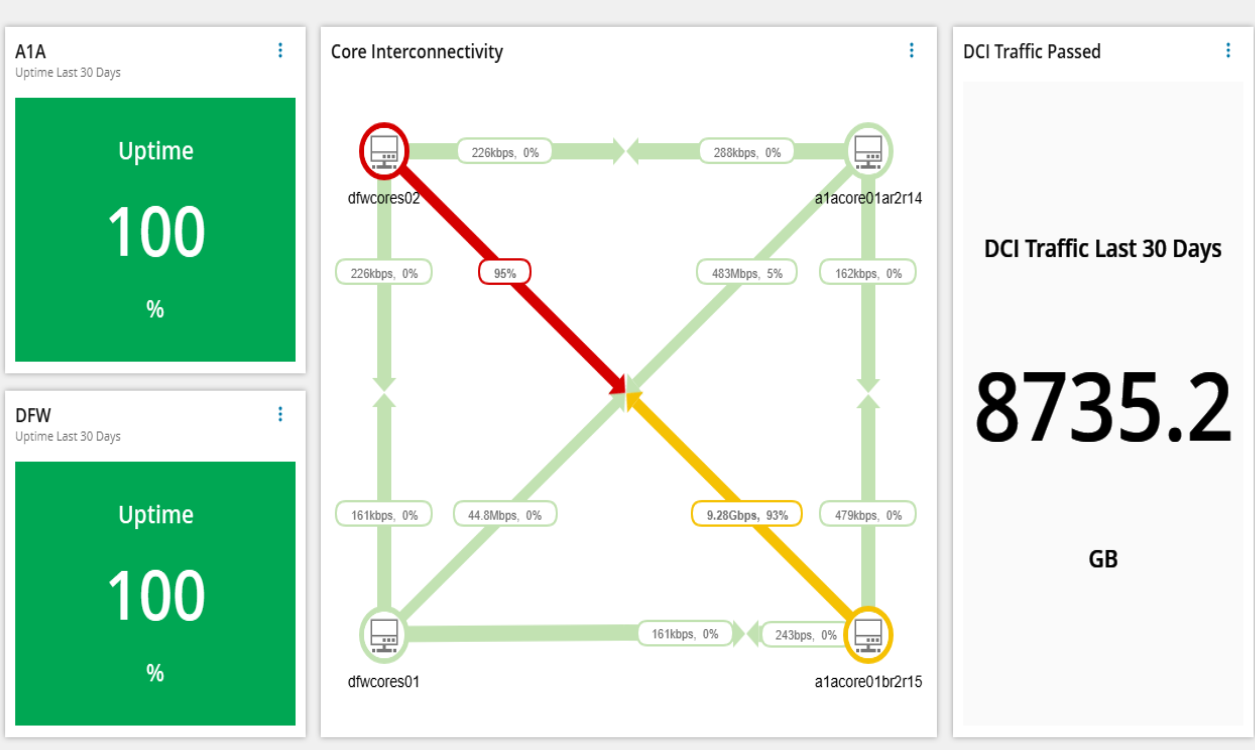 A1A
Uptime Last 30 Days
Uptime
100
%
DFW
Uptime Last 30 Days
Uptime
100
%
Core Interconnectivity
226kbps, 0%
288kbps, 0%
dfwcores02
a1acore01ar2r14
226kbps, 0%
95%
483Mbps, 5%
162kbps, 0%
161kbps, 0%
44.8Mbps, 0%
9.28Gbps, 93%
479kbps, 0%
161kbps, 0%
243bps, 0%
dfwcores01
a1acore01br2r15
DCI Traffic Passed
DCI Traffic Last 30 Days
8735.2
GB